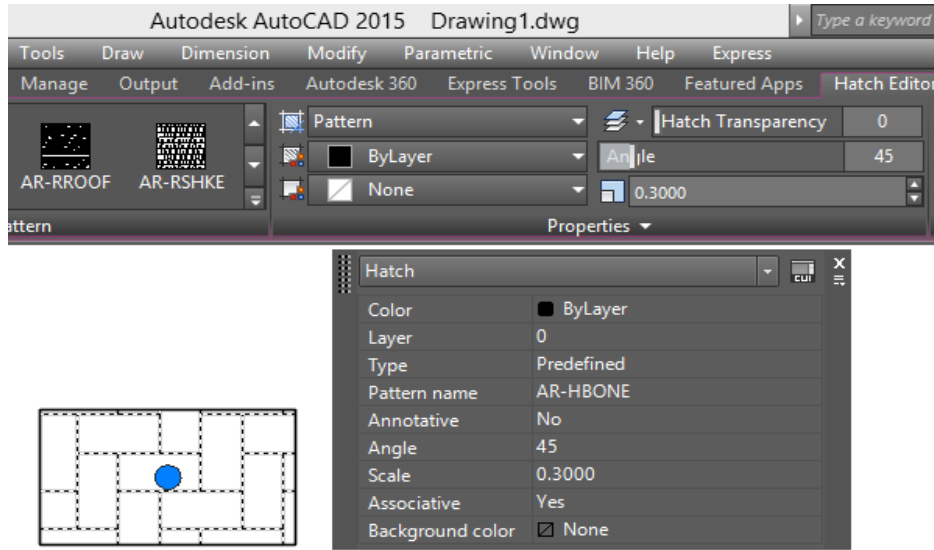 Autodesk AutoCAD 2015 Drawing1.dwg Type a keyword
Tools Draw Dimension Modify Parametric Window Help Express
Manage Output Add-ins Autodesk 360 Express Tools BIM 360 Featured Apps Hatch Editor
Pattern Hatch Transparency 0
ByLayer Angle 45
AR-RROOF AR-RSHKE None 0.3000
attern Properties
Hatch CUI X
Color ByLayer
Layer 0
Type Predefined
Pattern name AR-HBONE
Annotative No
Angle 45
Scale 0.3000
Associative Yes
Background color None